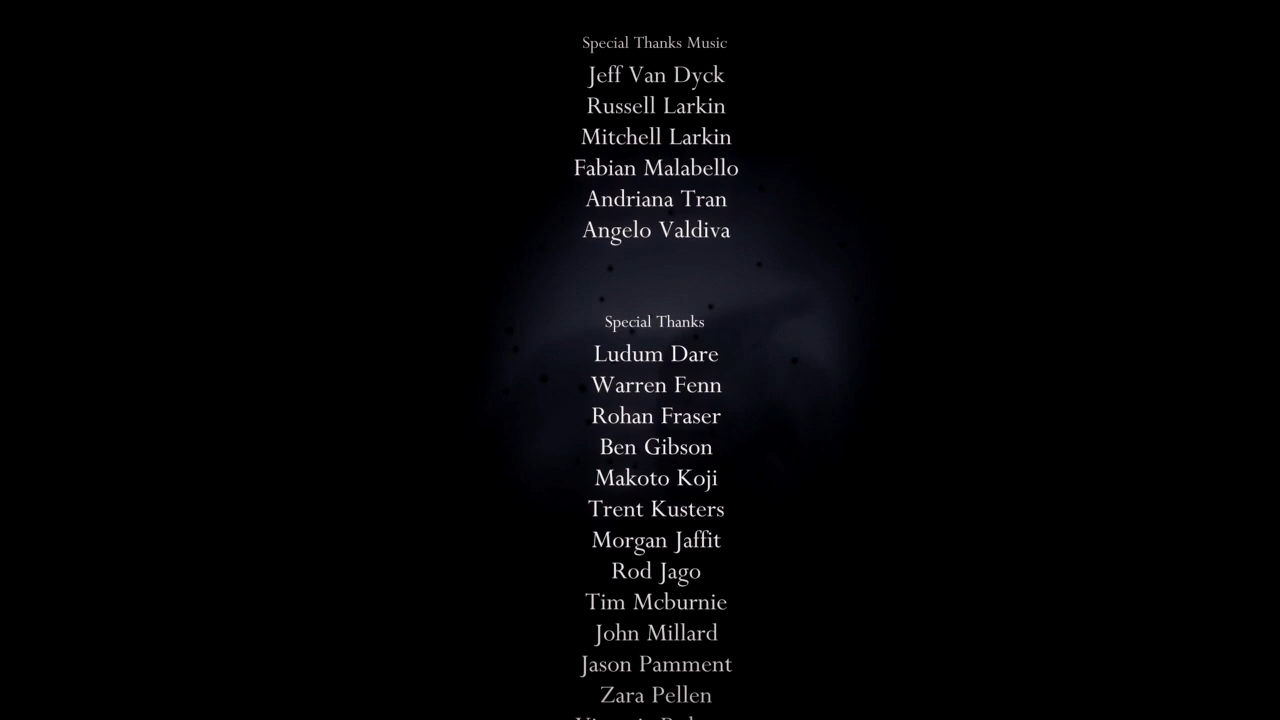 Special Thanks Music
Jeff Van Dyck
Russell Larkin
Mitchell Larkin
Fabian Malabello
Andriana Tran
Angelo Valdiva
Special Thanks
Ludum Dare
Warren Fenn
Rohan Fraser
Ben Gibson
Makoto Koji
Trent Kusters
Morgan Jaffit
Rod Jago
Tim Mcburnie
John Millard
Jason Pamment
Zara Pellen